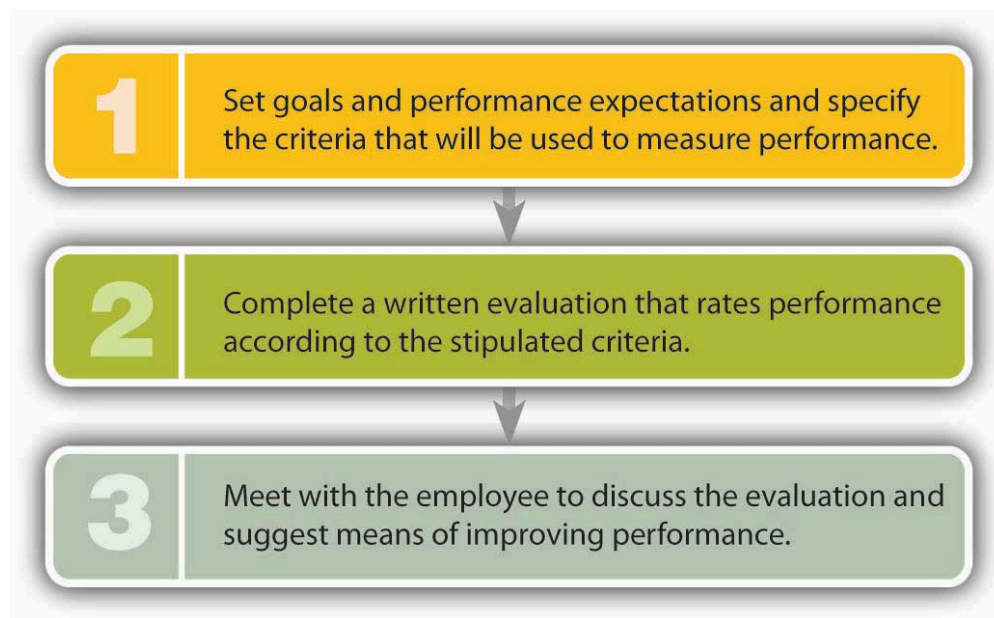 1
Set goals and performance expectations and specify
the criteria that will be used to measure performance.
2
Complete a written evaluation that rates performance
according to the stipulated criteria.
3
Meet with the employee to discuss the evaluation and
suggest means of improving performance.